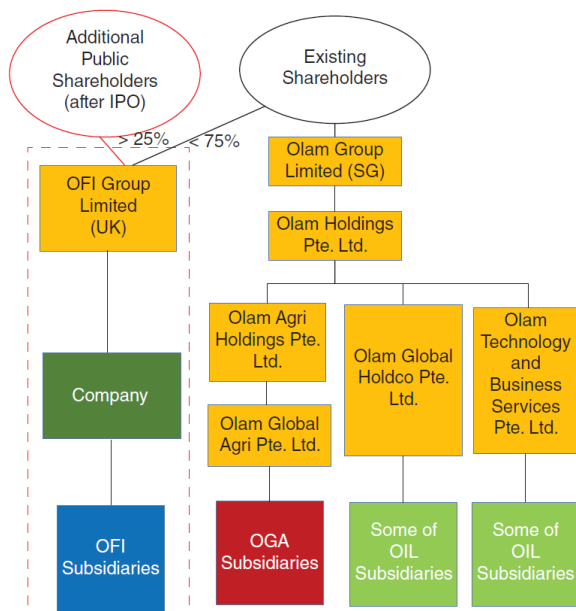 Additional
Public
Shareholders
(after IPO)
Existing
Shareholders
> 25%
< 75%
OFI Group
Limited
(UK)
Olam Group
Limited (SG)
Olam Holdings
Pte. Ltd.
Company
Olam Agri
Holdings Pte.
Ltd.
Olam Global
Agri Pte. Ltd.
Olam Global
Holdco Pte.
Ltd.
Olam
Technology
and
Business
Services
Pte. Ltd.
OFI
Subsidiaries
OGA
Subsidiaries
Some of
OIL
Subsidiaries
Some of
OIL
Subsidiaries